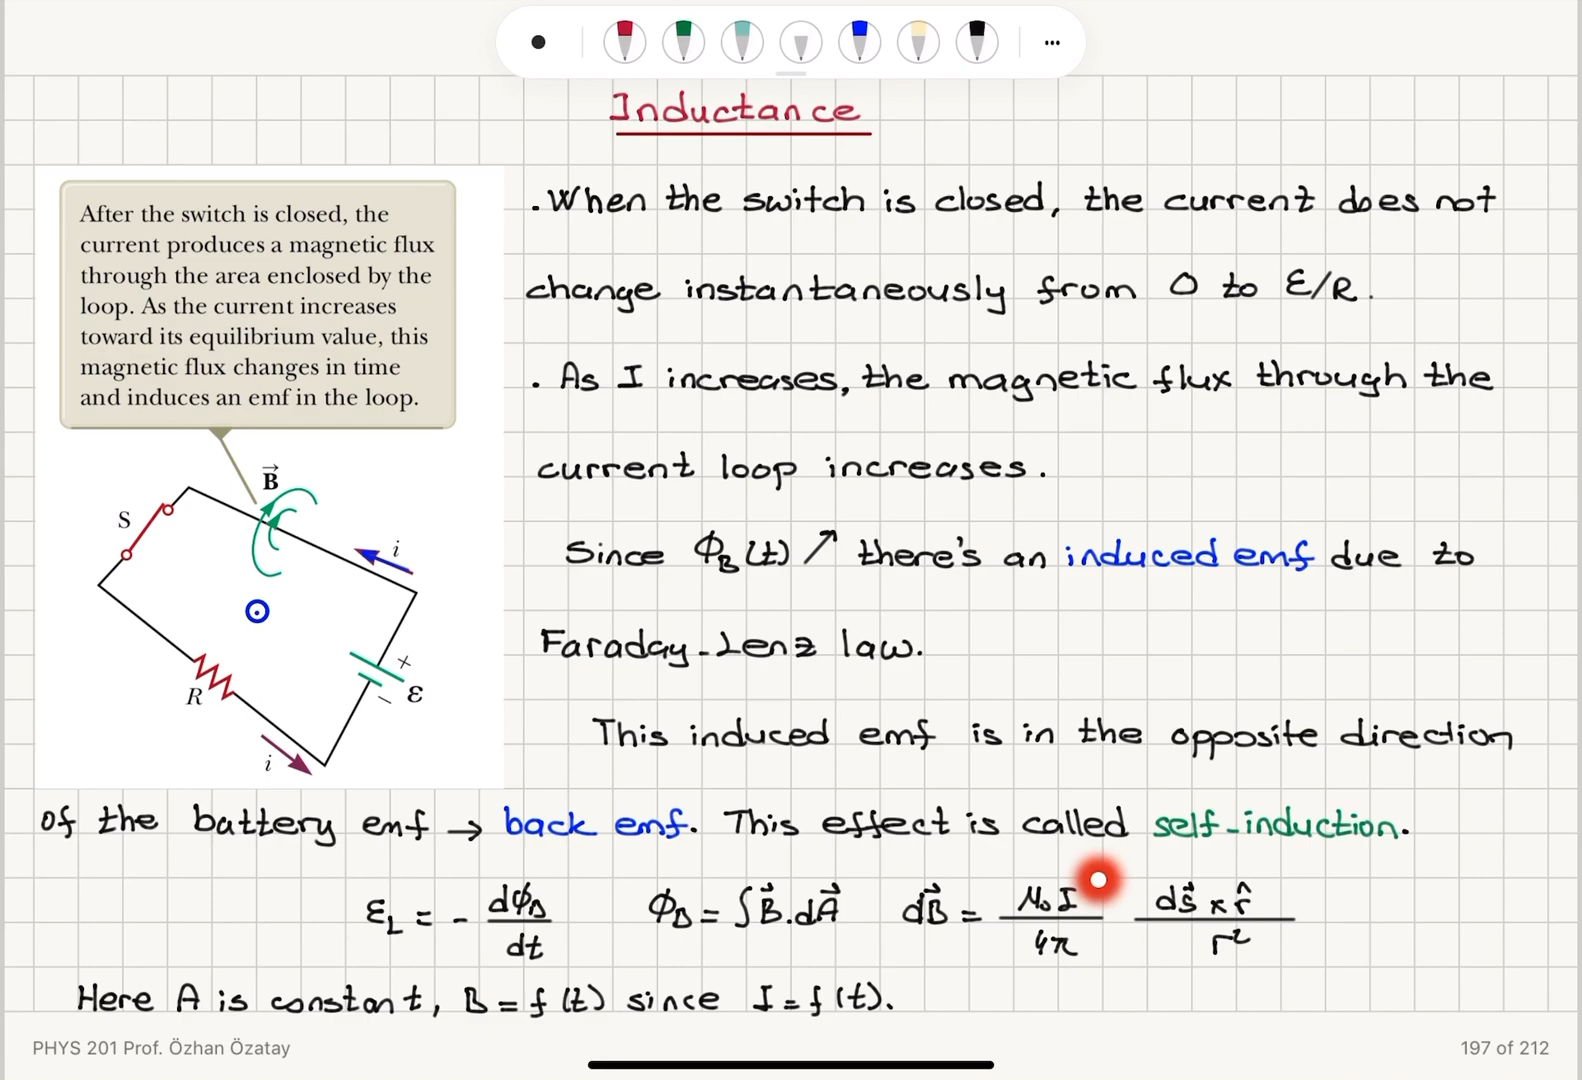 Inductance
After the switch is closed, the
current produces a magnetic flux
through the area enclosed by the
loop. As the current increases
toward its equilibrium value, this
magnetic flux changes in time
and induces an emf in the loop.
B⃗
S
i
R
+
−
ε
i
. When the switch is closed, the current does not
change instantaneously from 0 to ε/R.
. As I increases, the magnetic flux through the
current loop increases.
Since ϕ_B(t) ↗ there's an induced emf due to
Faraday-Lenz law.
This induced emf is in the opposite direction
of the battery emf → back emf. This effect is called self-induction.
ε_L = - dϕ_B/dt ϕ_B = ∫B⃗.dA⃗ dB⃗ = μ₀I/4π ds⃗ x r̂/r²
Here A is constant, B = f(t) since I = f(t).
PHYS 201 Prof. Özhan Özatay
197 of 212